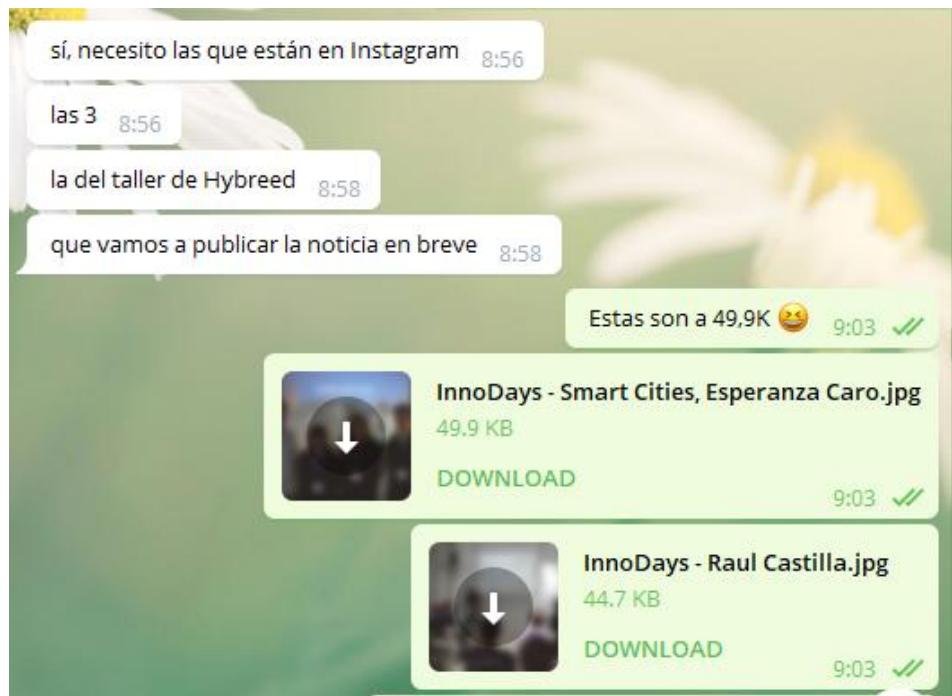 sí, necesito las que están en Instagram 8:56
las 3 8:56
la del taller de Hybreed 8:58
que vamos a publicar la noticia en breve 8:58
Estas son a 49,9K 😆 9:03
InnoDays - Smart Cities, Esperanza Caro.jpg
49.9 KB
DOWNLOAD
9:03
InnoDays - Raul Castilla.jpg
44.7 KB
DOWNLOAD
9:03